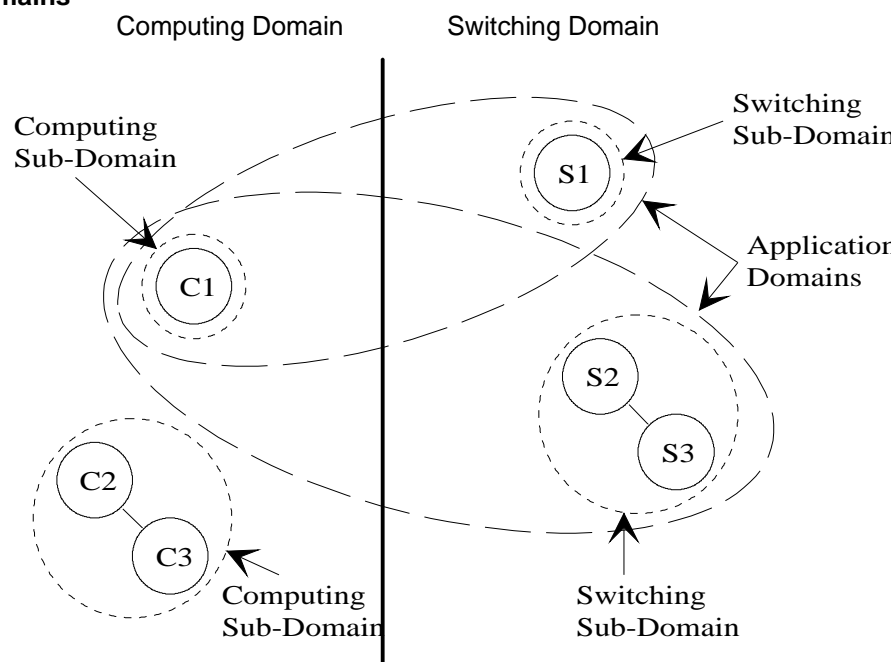 Computing Domain
Switching Domain
Computing
Sub-Domain
Switching
Sub-Domain
S1
Application
Domains
C1
S2
S3
C2
C3
Computing
Sub-Domain
Switching
Sub-Domain